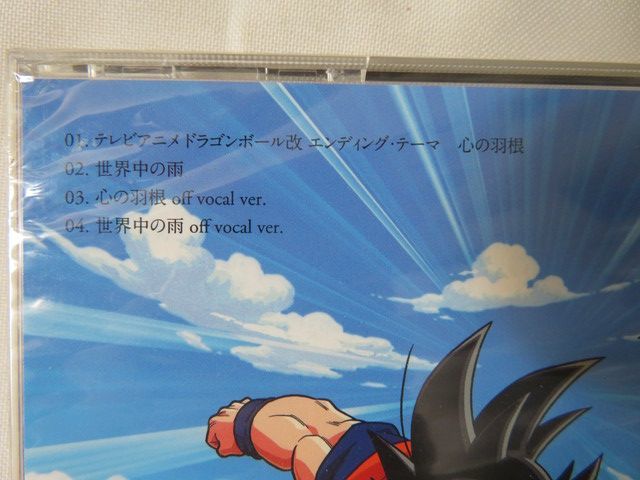 01. テレビアニメドラゴンボール改 エンディング・テーマ　心の羽根
02. 世界中の雨
03. 心の羽根 off vocal ver.
04. 世界中の雨 off vocal ver.